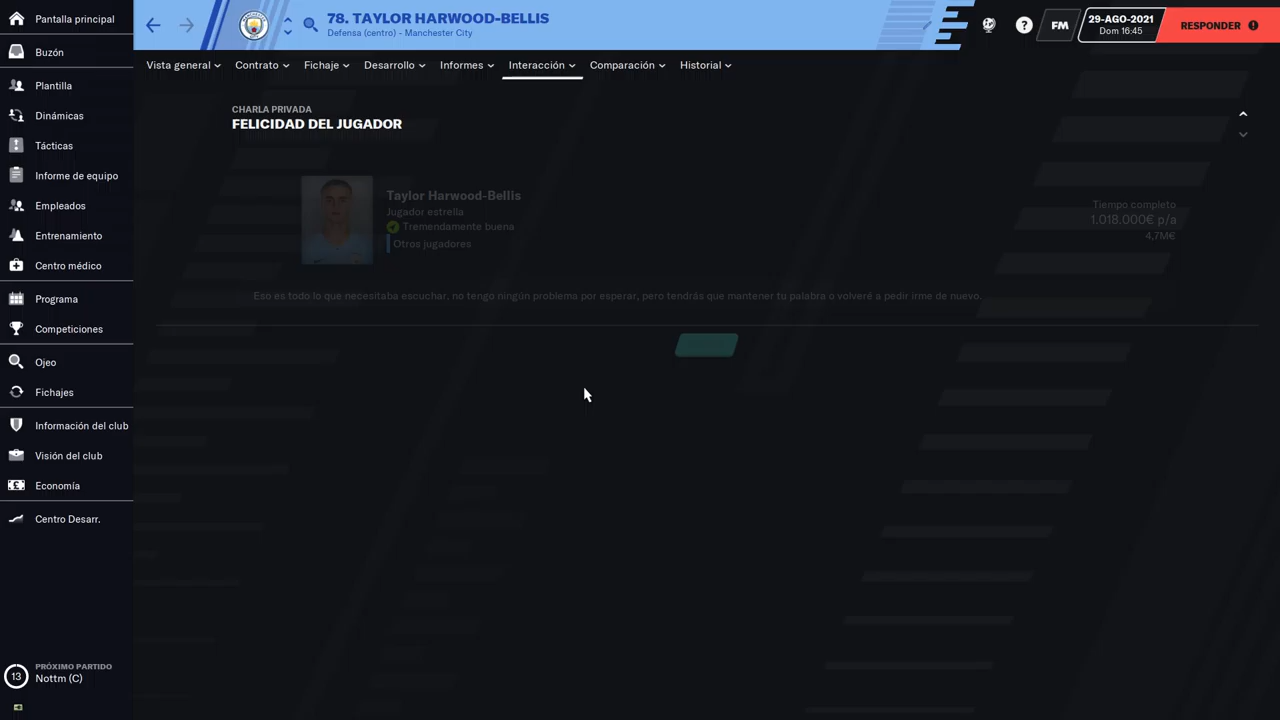 Pantalla principal
78. TAYLOR HARWOOD-BELLIS
Defensa (centro) - Manchester City
FM
29-AGO-2021
Dom 16:45
RESPONDER
Buzón
Plantilla
Dinámicas
Tácticas
Informe de equipo
Empleados
Entrenamiento
Centro médico
Programa
Competiciones
Ojeo
Fichajes
Información del club
Visión del club
Economía
Centro Desarr.
13
PRÓXIMO PARTIDO
Nottm (C)
Vista general
Contrato
Fichaje
Desarrollo
Informes
Interacción
Comparación
Historial
CHARLA PRIVADA
FELICIDAD DEL JUGADOR
Taylor Harwood-Bellis
Jugador estrella
Tremendamente buena
Otros jugadores
Tiempo completo
1.018.000€ p/a
4,7M€
Eso es todo lo que necesitaba escuchar, no tengo ningún problema por esperar, pero tendrás que mantener tu palabra o volveré a pedir irme de nuevo.